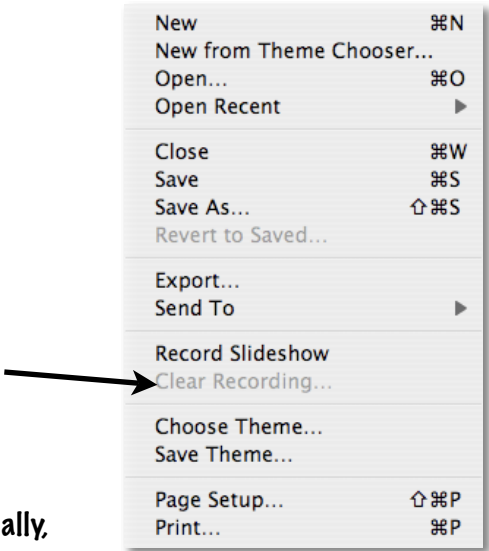 New ⌘N
New from Theme Chooser...
Open... ⌘O
Open Recent ▶
Close ⌘W
Save ⌘S
Save As... ⇧⌘S
Revert to Saved...
Export...
Send To ▶
Record Slideshow
Clear Recording...
Choose Theme...
Save Theme...
Page Setup... ⇧⌘P
ally,
Print... ⌘P